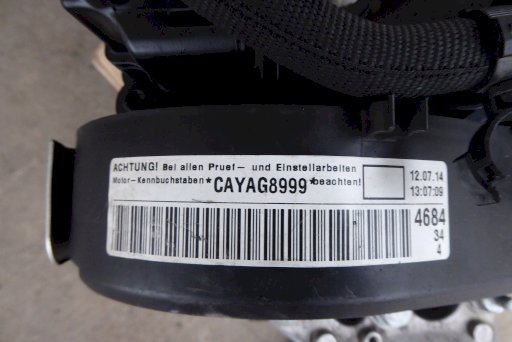 ACHTUNG! Bei allen Pruef- und Einstellarbeiten
Motor-Kennbuchstaben *CAYAG8999* beachten!
12.07.14
13:07:09
4684
34
4